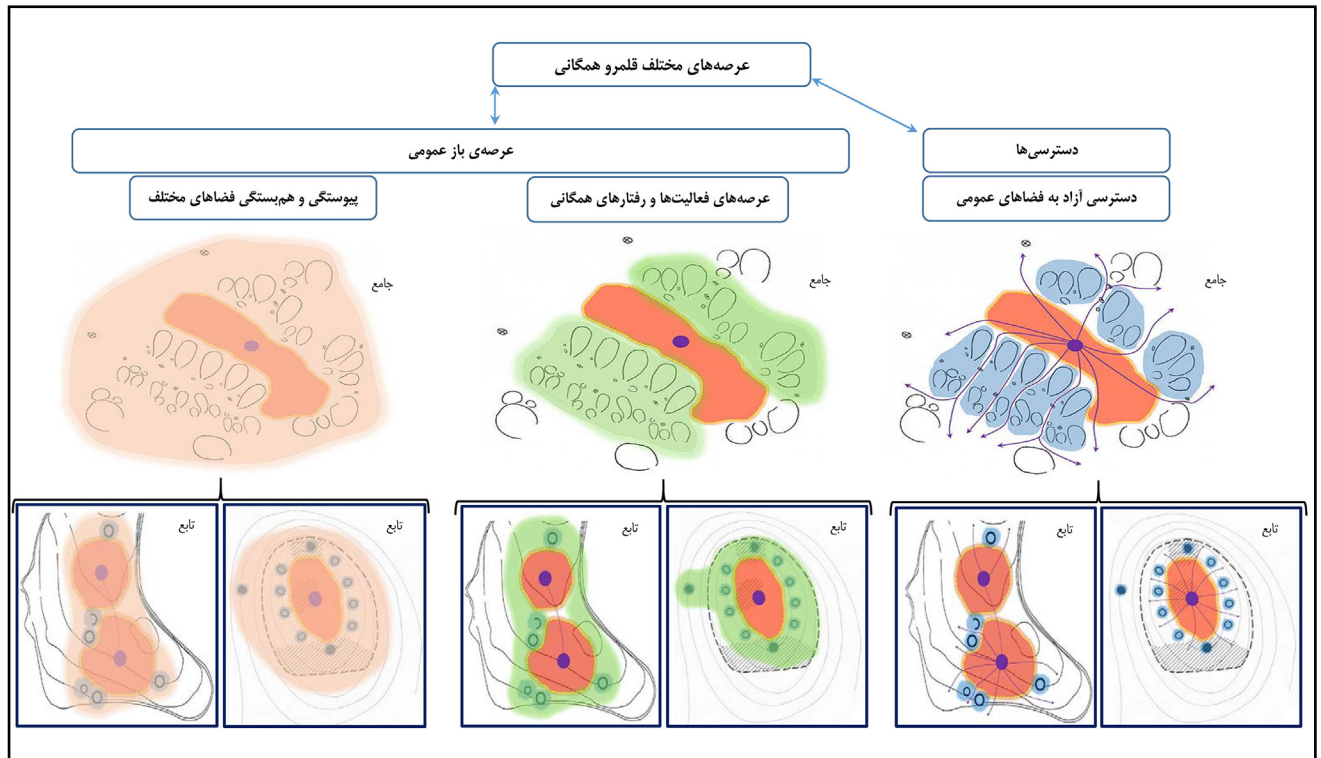 عرصه‌های مختلف قلمرو همگانی
دسترسی‌ها
عرصه‌ی باز عمومی
دسترسی آزاد به فضاهای عمومی
عرصه‌های فعالیت‌ها و رفتارهای همگانی
پیوستگی و هم‌بستگی فضاهای مختلف
جامع
جامع
جامع
تابع
تابع
تابع
تابع
تابع
تابع